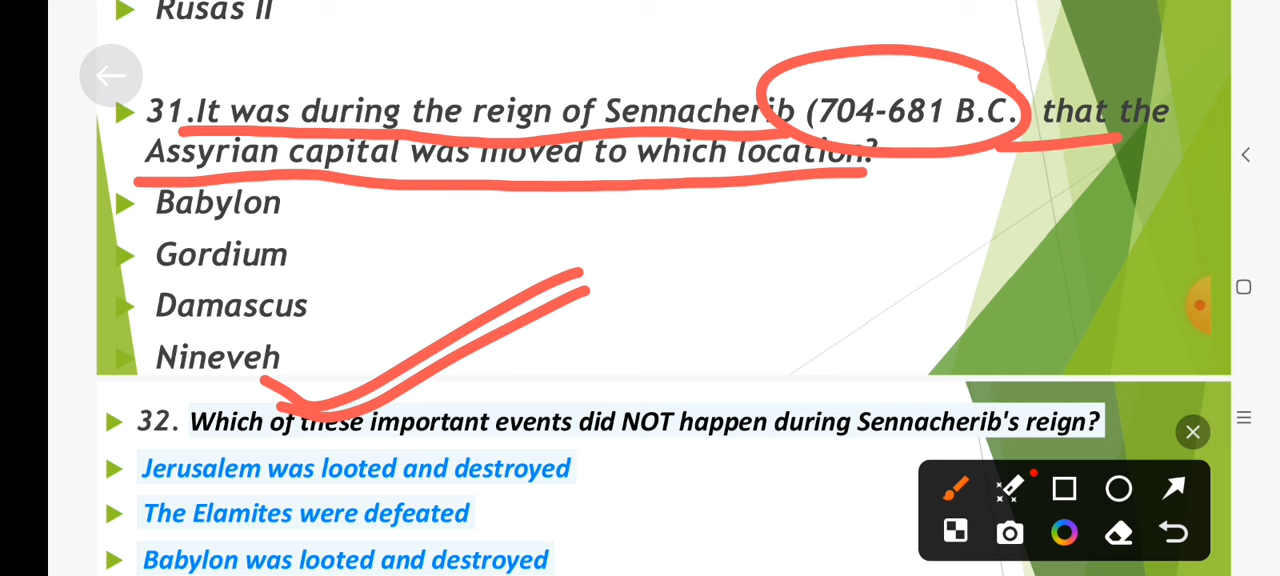 Rusas II
31.It was during the reign of Sennacherib (704-681 B.C.) that the
Assyrian capital was moved to which location?
Babylon
Gordium
Damascus
Nineveh
32. Which of these important events did NOT happen during Sennacherib's reign?
Jerusalem was looted and destroyed
The Elamites were defeated
Babylon was looted and destroyed